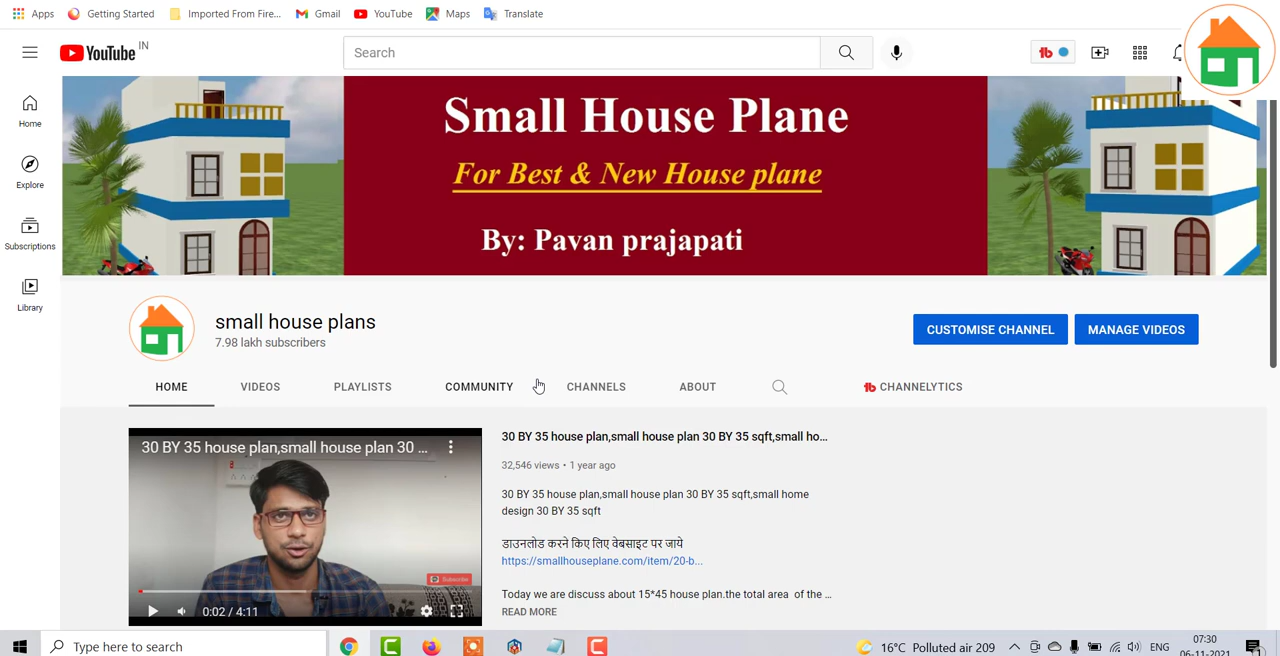 Apps Getting Started Imported From Fire... Gmail YouTube Maps Translate
YouTube IN
Search
tb
Home
Explore
Subscriptions
Library
Small House Plane
For Best & New House plane
By: Pavan prajapati
small house plans
7.98 lakh subscribers
CUSTOMISE CHANNEL MANAGE VIDEOS
HOME VIDEOS PLAYLISTS COMMUNITY CHANNELS ABOUT tb CHANNELYTICS
30 BY 35 house plan,small house plan 30 ...
Subscribe
0:02 / 4:11
30 BY 35 house plan,small house plan 30 BY 35 sqft,small ho...
32,546 views • 1 year ago
30 BY 35 house plan,small house plan 30 BY 35 sqft,small home
design 30 BY 35 sqft
डाउनलोड करने किए लिए वेबसाइट पर जाये
https://smallhouseplane.com/item/20-b...
Today we are discuss about 15*45 house plan.the total area of the ...
READ MORE
Type here to search
16°C Polluted air 209
ENG
07:30
06-11-2021
1